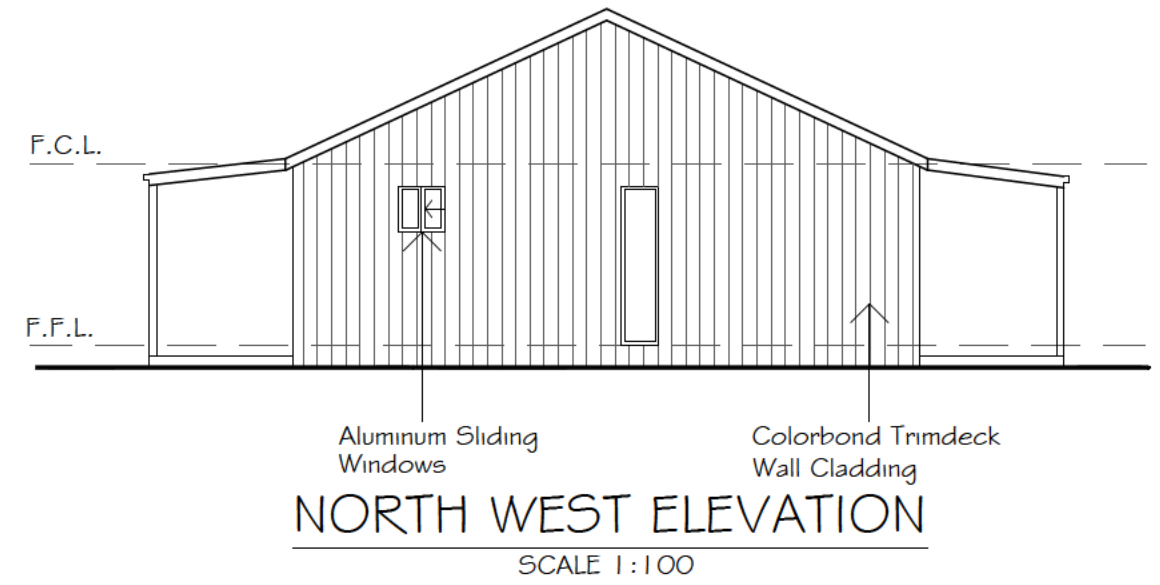 F.C.L.
F.F.L.
Aluminum Sliding
Windows
Colorbond Trimdeck
Wall Cladding
NORTH WEST ELEVATION
SCALE 1:100